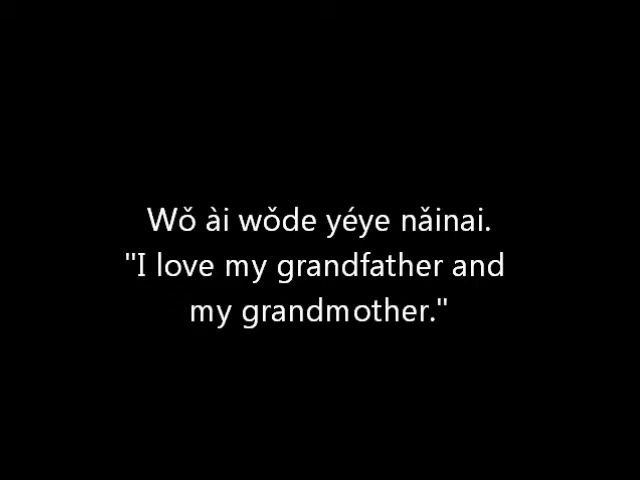 Wǒ ài wǒde yéye nǎinai.
"I love my grandfather and
my grandmother."